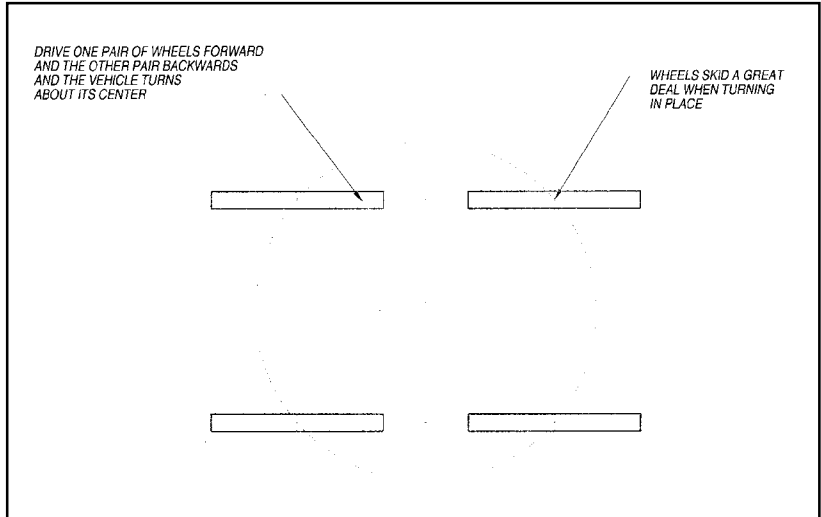 DRIVE ONE PAIR OF WHEELS FORWARD
AND THE OTHER PAIR BACKWARDS
AND THE VEHICLE TURNS
ABOUT ITS CENTER
WHEELS SKID A GREAT
DEAL WHEN TURNING
IN PLACE